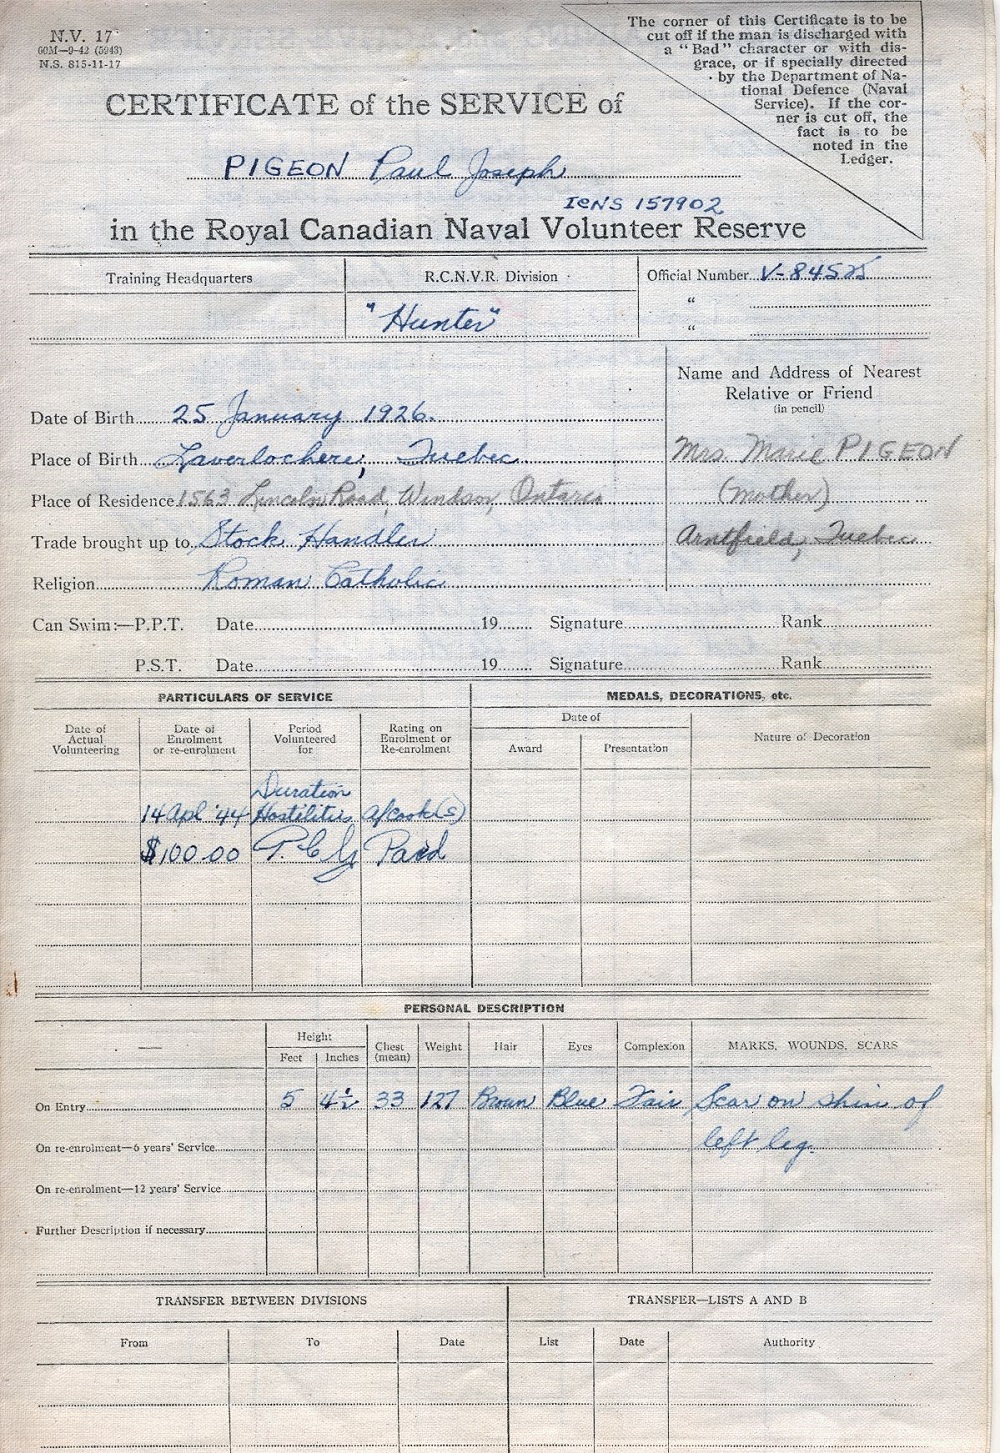 N.V. 17
60M—9-42 (5943)
N.S. 815-11-17
The corner of this Certificate is to be
cut off if the man is discharged with
a "Bad" character or with dis-
grace, or if specially directed
by the Department of Na-
tional Defence (Naval
Service). If the cor-
ner is cut off, the
fact is to be
noted in the
Ledger.
CERTIFICATE of the SERVICE of
PIGEON Paul Joseph
IENS 157902
in the Royal Canadian Naval Volunteer Reserve
Training Headquarters
R.C.N.V.R. Division
"Hunter"
Official Number V-84525
"
"
Name and Address of Nearest
Relative or Friend
(in pencil)
Mrs. Marie PIGEON
(mother)
Arntfield, Quebec
Date of Birth 25 January 1926.
Place of Birth Laverlochere, Quebec
Place of Residence 1563 Lincoln Road, Windsor, Ontario
Trade brought up to Stock Handler
Religion Roman Catholic
Can Swim:—P.P.T. Date 19 Signature Rank
P.S.T. Date 19 Signature Rank
PARTICULARS OF SERVICE
MEDALS, DECORATIONS, etc.
Date of
Actual
Volunteering
Date of
Enrolment
or re-enrolment
Period
Volunteered
for
Rating on
Enrolment or
Re-enrolment
Date of
Award
Presentation
Nature of Decoration
Duration
14 Apl '44 Hostilities a/cook(s)
$100.00 P.C.G Paid
PERSONAL DESCRIPTION
—
Height
Feet
Inches
Chest
(mean)
Weight
Hair
Eyes
Complexion
MARKS, WOUNDS, SCARS
On Entry 5 4½ 33 127 Brown Blue Fair Scar on shin of
left leg.
On re-enrolment—6 years' Service
On re-enrolment—12 years' Service
Further Description if necessary
TRANSFER BETWEEN DIVISIONS
TRANSFER—LISTS A AND B
From
To
Date
List
Date
Authority